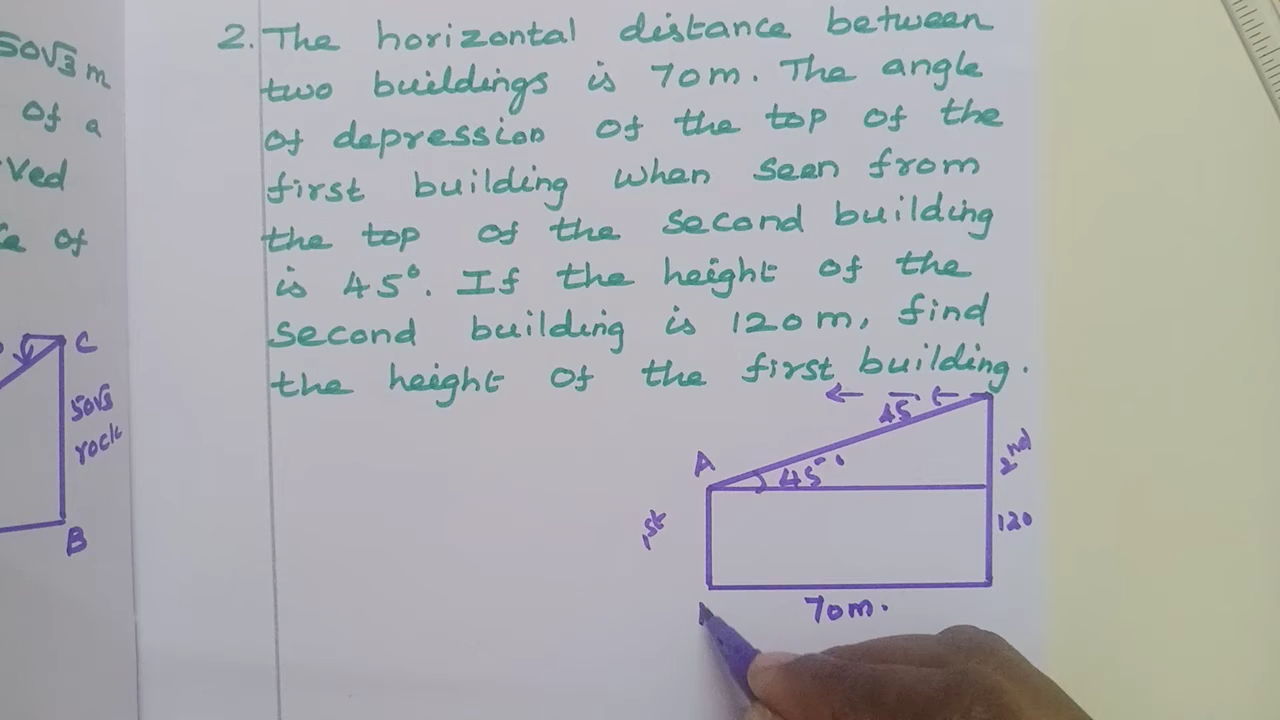 50√3 m
of a
ved
of
C
50√3
rock
B
2. The horizontal distance between
two buildings is 70m. The angle
of depression of the top of the
first building when seen from
the top of the second building
is 45°. If the height of the
second building is 120m, find
the height of the first building.
45
A
45°
2nd
1st
120
70m.